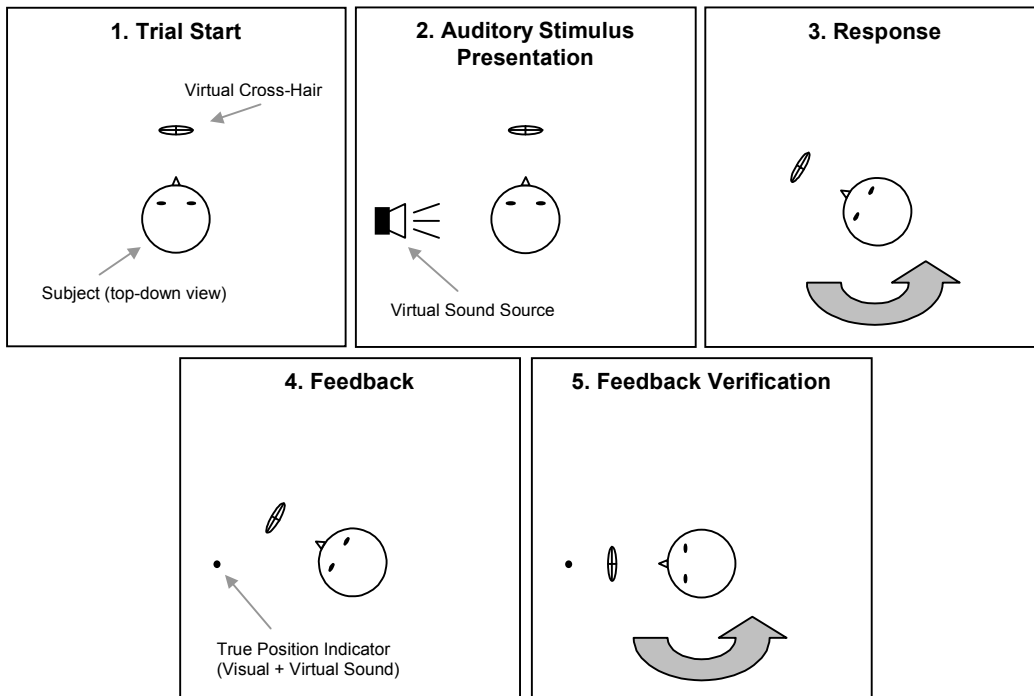 1. Trial Start
Virtual Cross-Hair
Subject (top-down view)
2. Auditory Stimulus
Presentation
Virtual Sound Source
3. Response
4. Feedback
True Position Indicator
(Visual + Virtual Sound)
5. Feedback Verification